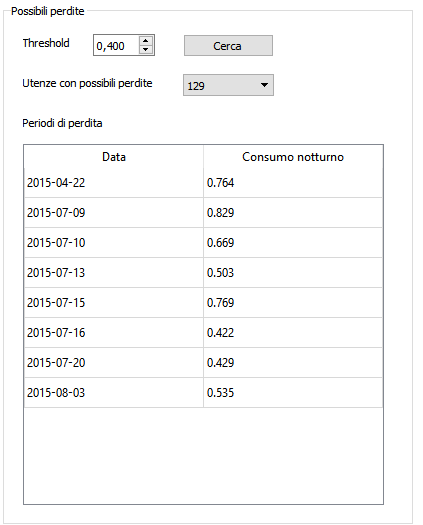 Possibili perdite
Threshold 0,400 Cerca
Utenze con possibili perdite 129
Periodi di perdita
Data Consumo notturno
2015-04-22 0.764
2015-07-09 0.829
2015-07-10 0.669
2015-07-13 0.503
2015-07-15 0.769
2015-07-16 0.422
2015-07-20 0.429
2015-08-03 0.535